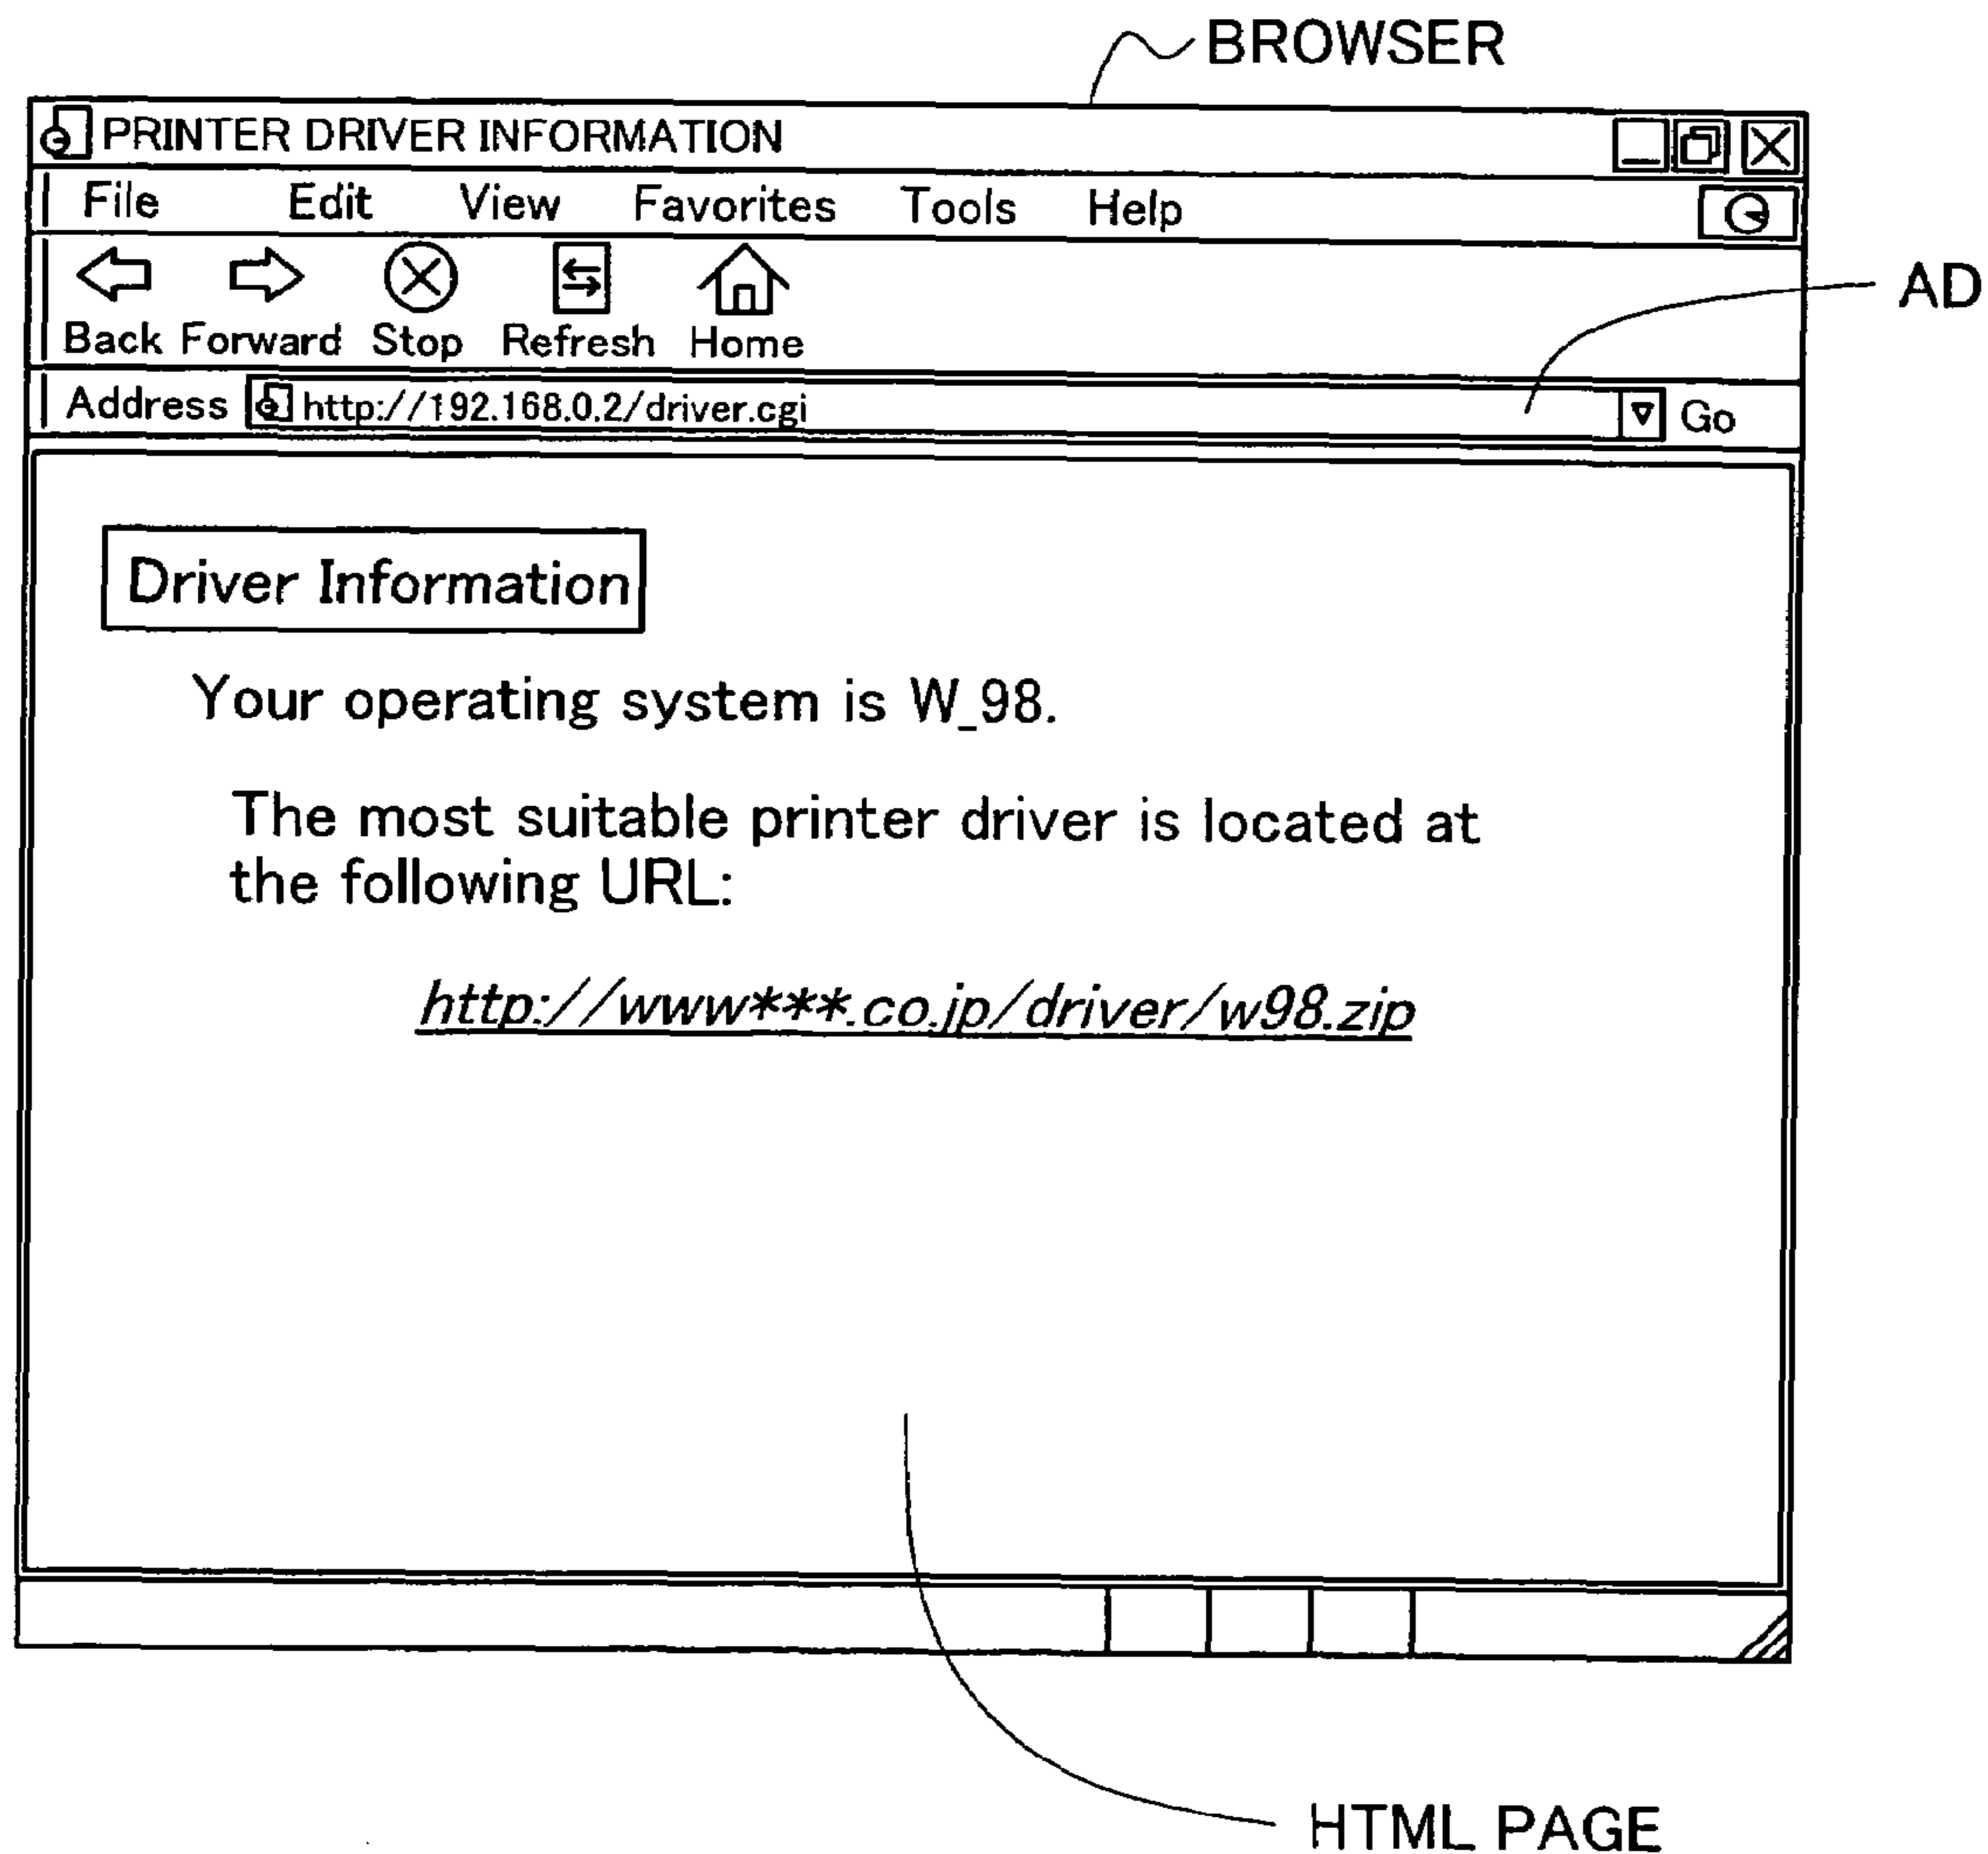 BROWSER
PRINTER DRIVER INFORMATION
File Edit View Favorites Tools Help
AD
Back Forward Stop Refresh Home
Address http://192.168.0.2/driver.cgi Go
Driver Information
Your operating system is W_98.
The most suitable printer driver is located at
the following URL:
http://www***.co.jp/driver/w98.zip
HTML PAGE